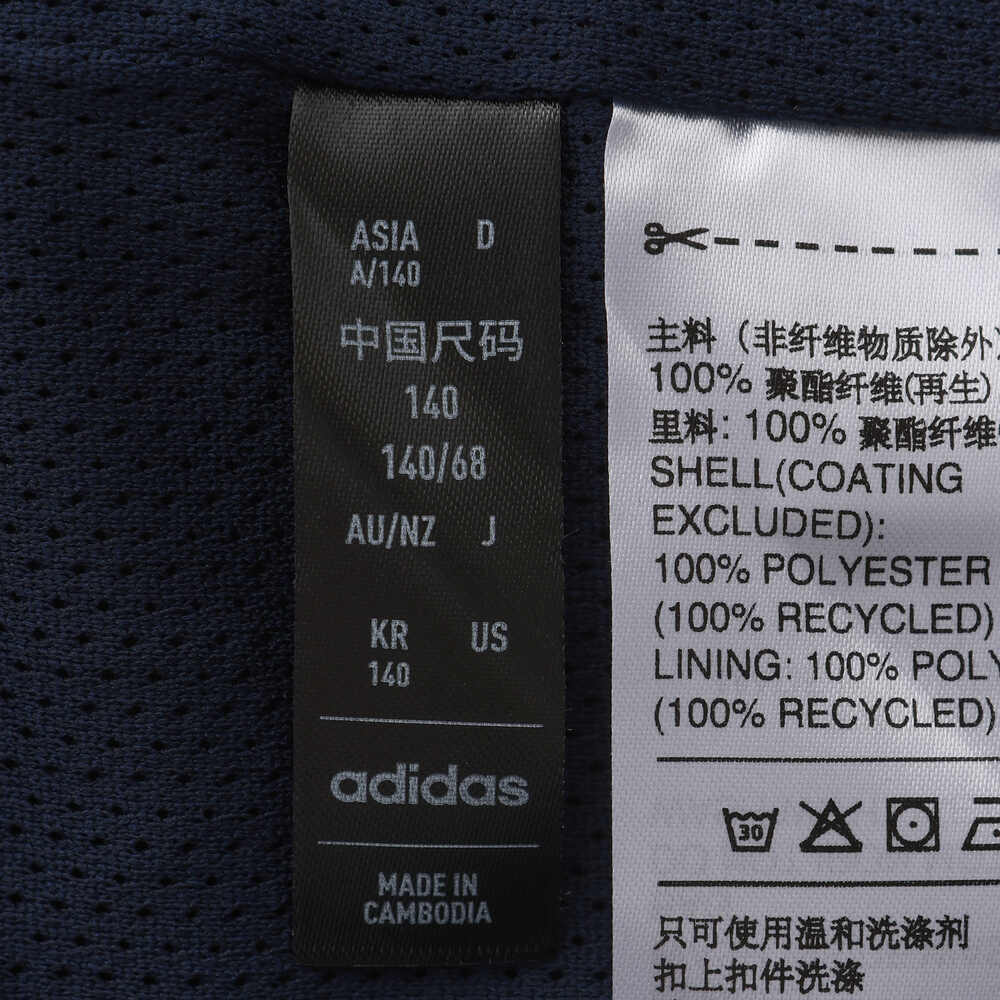 ASIA D
A/140
中国尺码
140
140/68
AU/NZ J
KR US
140
adidas
MADE IN
CAMBODIA
主料（非纤维物质除外）
100% 聚酯纤维(再生)
里料: 100% 聚酯纤维
SHELL(COATING
EXCLUDED):
100% POLYESTER
(100% RECYCLED)
LINING: 100% POLY
(100% RECYCLED)
30
只可使用温和洗涤剂
扣上扣件洗涤